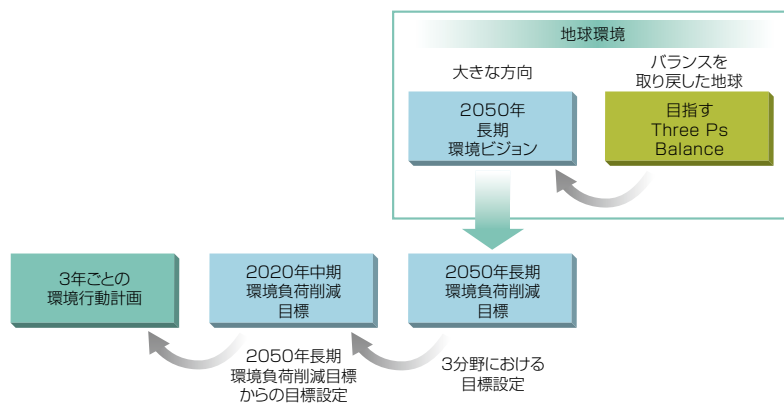 地球環境
大きな方向
バランスを
取り戻した地球
2050年
長期
環境ビジョン
目指す
Three Ps
Balance
3年ごとの
環境行動計画
2020年中期
環境負荷削減
目標
2050年長期
環境負荷削減
目標
2050年長期
環境負荷削減目標
からの目標設定
3分野における
目標設定